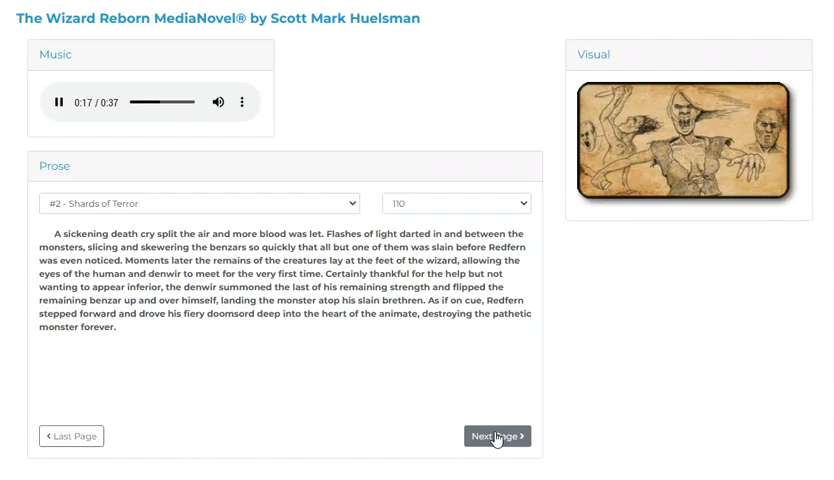 The Wizard Reborn MediaNovel® by Scott Mark Huelsman
Music
0:17 / 0:37
Visual
Prose
#2 - Shards of Terror
110
A sickening death cry split the air and more blood was let. Flashes of light darted in and between the
monsters, slicing and skewering the benzars so quickly that all but one of them was slain before Redfern
was even noticed. Moments later the remains of the creatures lay at the feet of the wizard, allowing the
eyes of the human and denwir to meet for the very first time. Certainly thankful for the help but not
wanting to appear inferior, the denwir summoned the last of his remaining strength and flipped the
remaining benzar up and over himself, landing the monster atop his slain brethren. As if on cue, Redfern
stepped forward and drove his fiery doomsord deep into the heart of the animate, destroying the pathetic
monster forever.
Last Page
Next